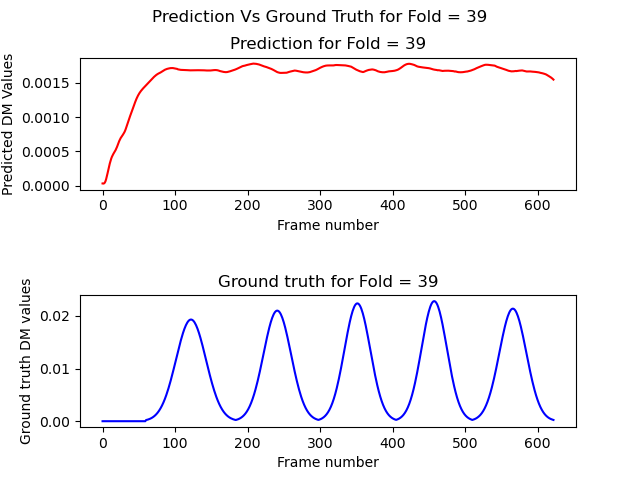 Prediction Vs Ground Truth for Fold = 39
Prediction for Fold = 39
Predicted DM Values
0.0015
0.0010
0.0005
0.0000
0 100 200 300 400 500 600
Frame number
Ground truth for Fold = 39
Ground truth DM values
0.02
0.01
0.00
0 100 200 300 400 500 600
Frame number